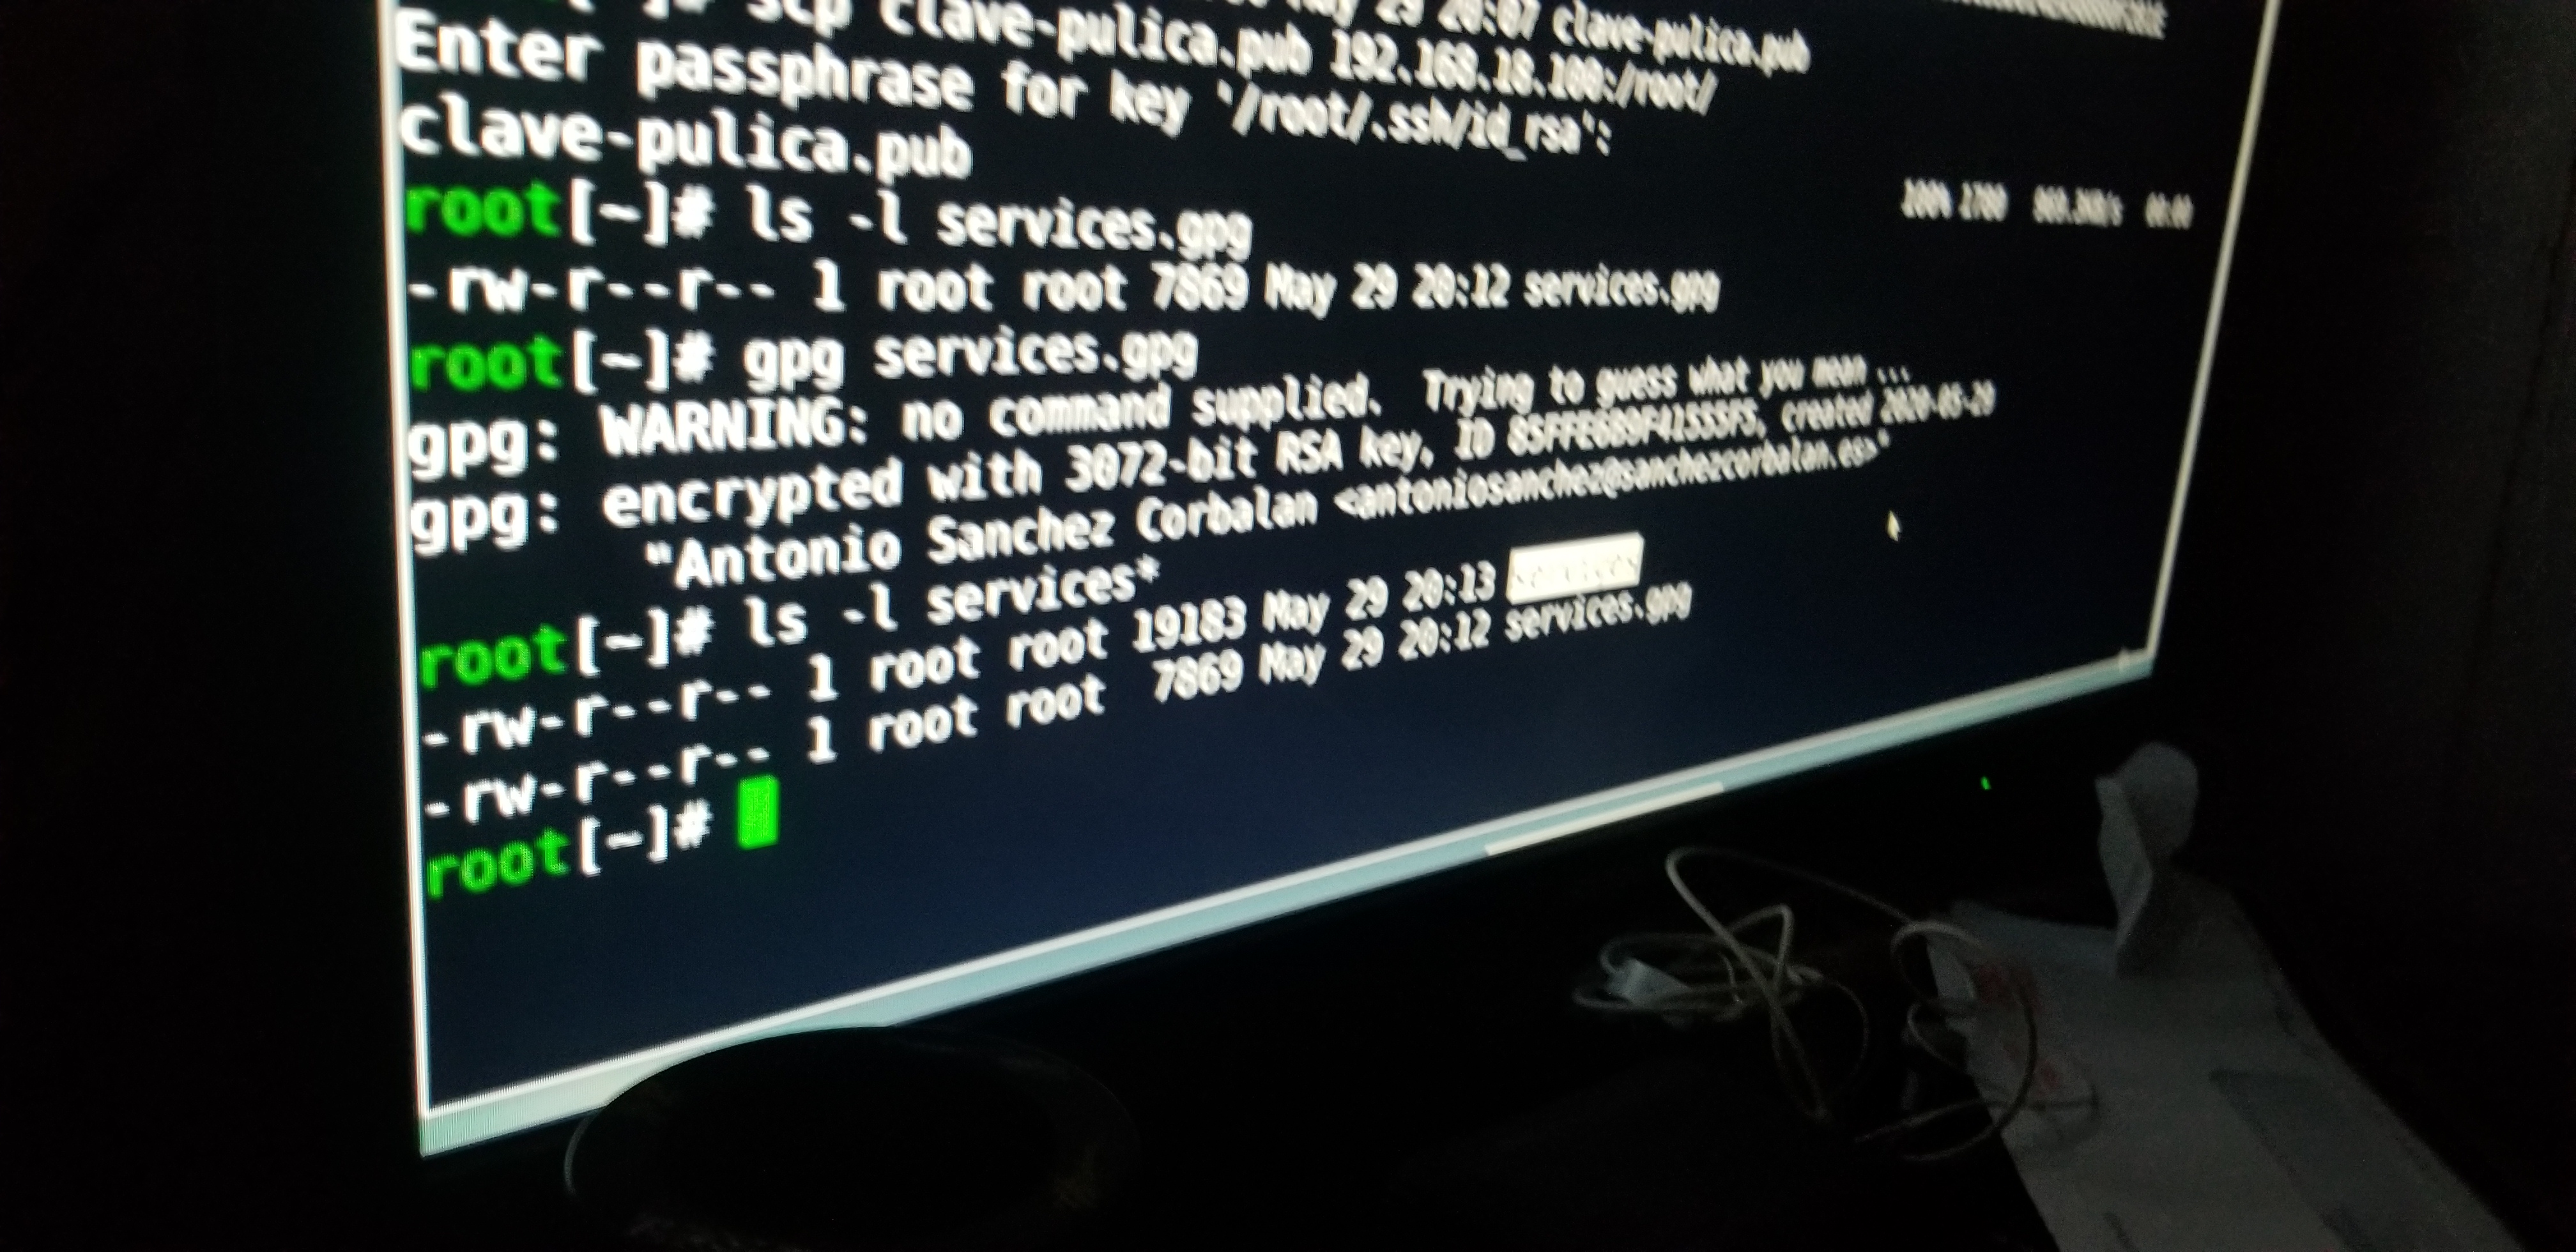 scp clave-pulica.pub 192.168.18.100:/root/
May 29 20:07 clave-pulica.pub
Enter passphrase for key '/root/.ssh/id_rsa':
clave-pulica.pub 100% 1780 00:00
root[~]# ls -l services.gpg
-rw-r--r-- 1 root root 7869 May 29 20:12 services.gpg
root[~]# gpg services.gpg
gpg: WARNING: no command supplied.  Trying to guess what you mean ...
gpg: encrypted with 3072-bit RSA key, ID 85FFE6B9F41555F5, created 2020-05-29
"Antonio Sanchez Corbalan <antoniosanchez@sanchezcorbalan.es>"
root[~]# ls -l services*
-rw-r--r-- 1 root root 19183 May 29 20:13 services
-rw-r--r-- 1 root root  7869 May 29 20:12 services.gpg
root[~]#